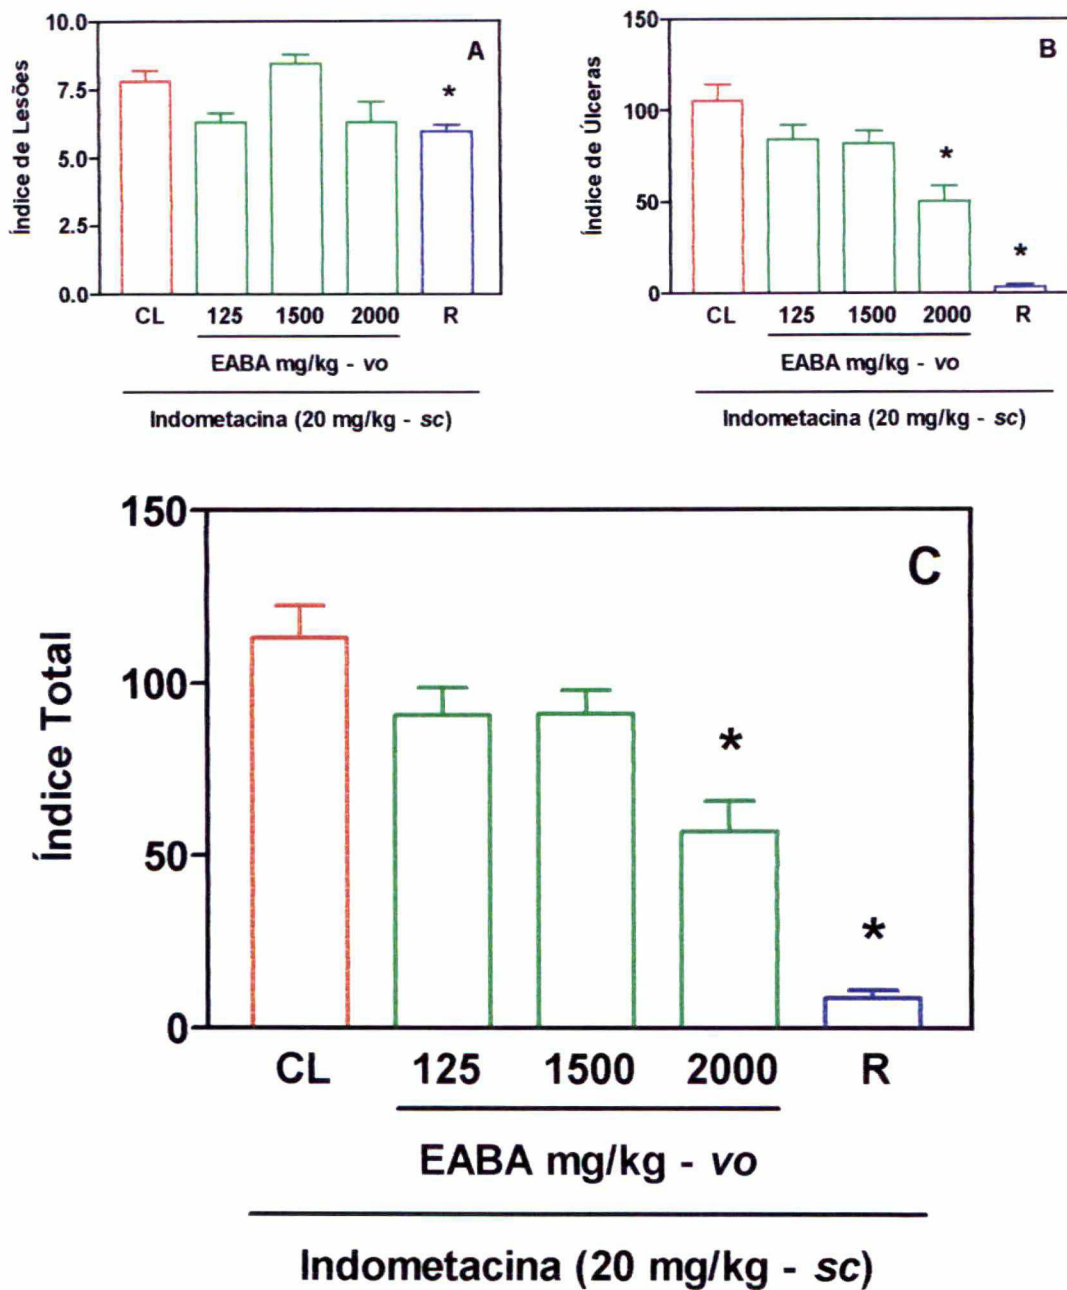 Índice de Lesões
10.0
7.5
5.0
2.5
0.0
A
*
CL 125 1500 2000 R
EABA mg/kg - vo
Indometacina (20 mg/kg - sc)
Índice de Úlceras
150
100
50
0
B
*
*
CL 125 1500 2000 R
EABA mg/kg - vo
Indometacina (20 mg/kg - sc)
Índice Total
150
100
50
0
C
*
*
CL 125 1500 2000 R
EABA mg/kg - vo
Indometacina (20 mg/kg - sc)